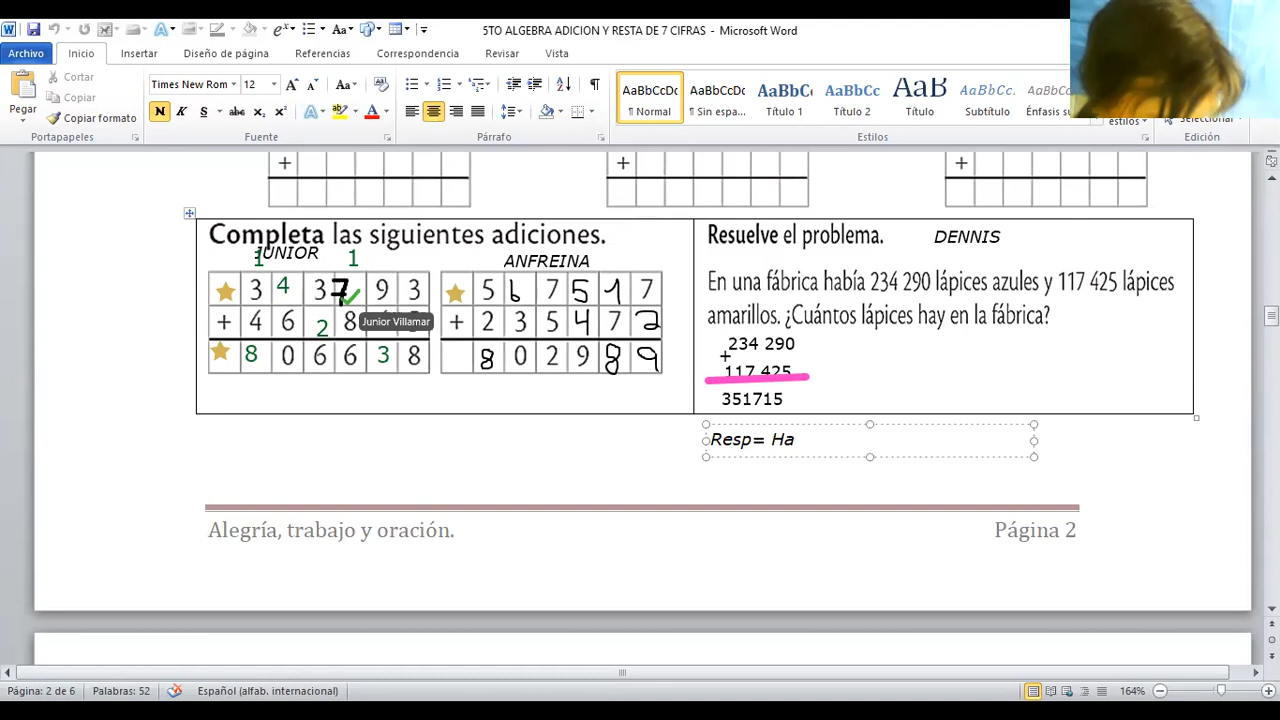 5TO ALGEBRA ADICION Y RESTA DE 7 CIFRAS - Microsoft Word
Archivo Inicio Insertar Diseño de página Referencias Correspondencia Revisar Vista
Pegar
Cortar
Copiar
Copiar formato
Portapapeles
Times New Rom 12
N K S abc x₂ x²
Fuente
Párrafo
AaBbCcDc AaBbCcDc AaBbC AaBbCc AaB AaBbCc.
¶ Normal ¶ Sin espa... Título 1 Título 2 Título Subtítulo Énfasis
Estilos
estilos
Seleccionar
Edición
+ + +
Completa las siguientes adiciones.
JUNIOR
1 1
3 4 3 7 9 3
+ 4 6 2 8
Junior Villamar
8 0 6 6 3 8
ANFREINA
5 6 7 5 1 7
+ 2 3 5 4 7 2
8 0 2 9 8 9
Resuelve el problema. DENNIS
En una fábrica había 234 290 lápices azules y 117 425 lápices
amarillos. ¿Cuántos lápices hay en la fábrica?
234 290
+
117 425
351715
Resp= Ha
Alegría, trabajo y oración. Página 2
Página: 2 de 6 Palabras: 52 Español (alfab. internacional) 164%